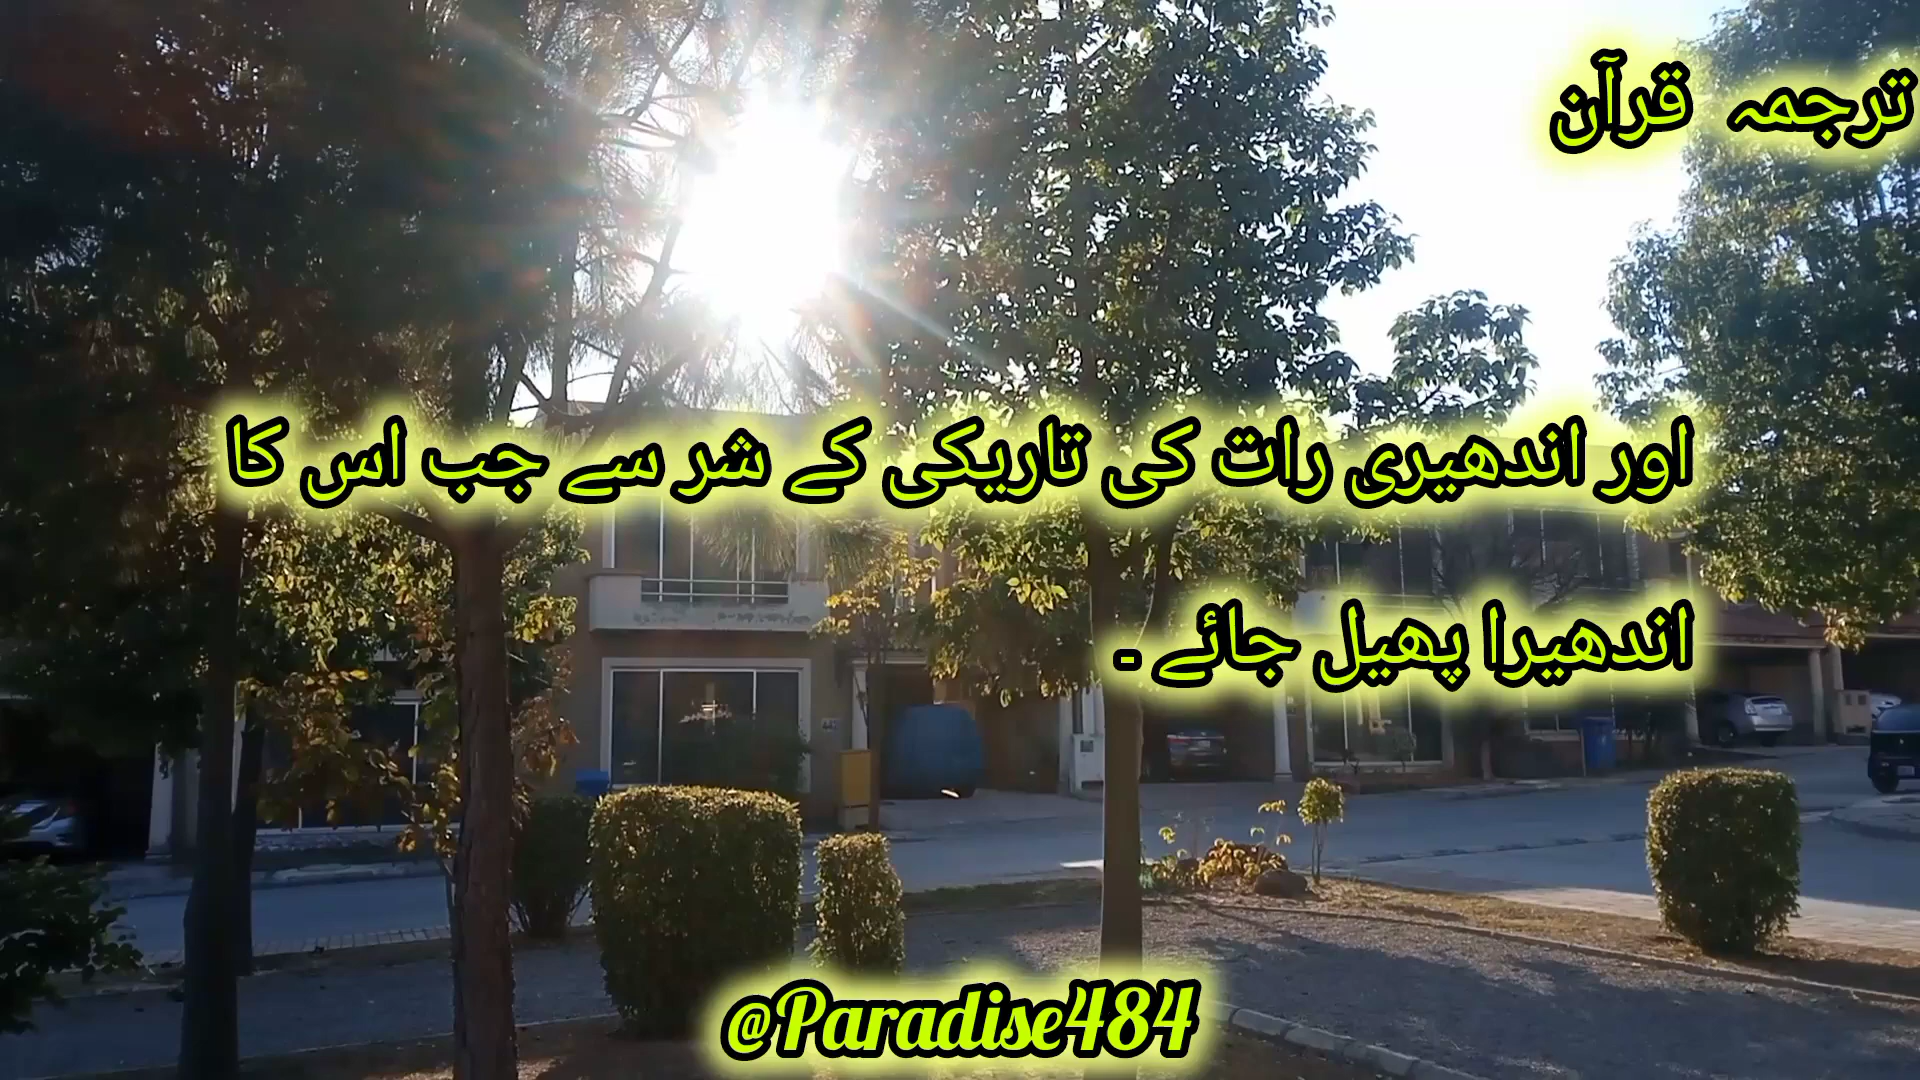 ترجمہ قرآن
اور اندھیری رات کی تاریکی کے شر سے جب اس کا
اندھیرا پھیل جائے ۔
@Paradise484